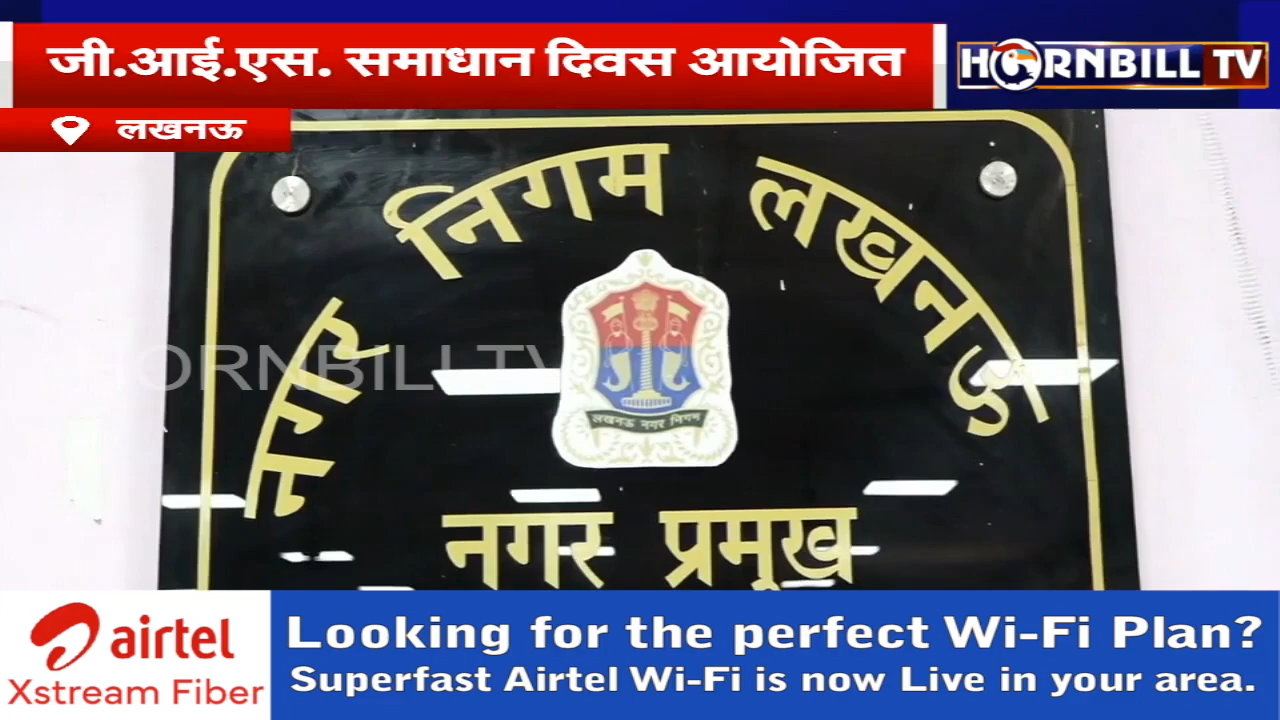 जी.आई.एस. समाधान दिवस आयोजित
HORNBILL TV
लखनऊ
नगर निगम लखनऊ
HORNBILL TV
लखनऊ नगर निगम
नगर प्रमुख
airtel
Xstream Fiber
Looking for the perfect Wi-Fi Plan?
Superfast Airtel Wi-Fi is now Live in your area.